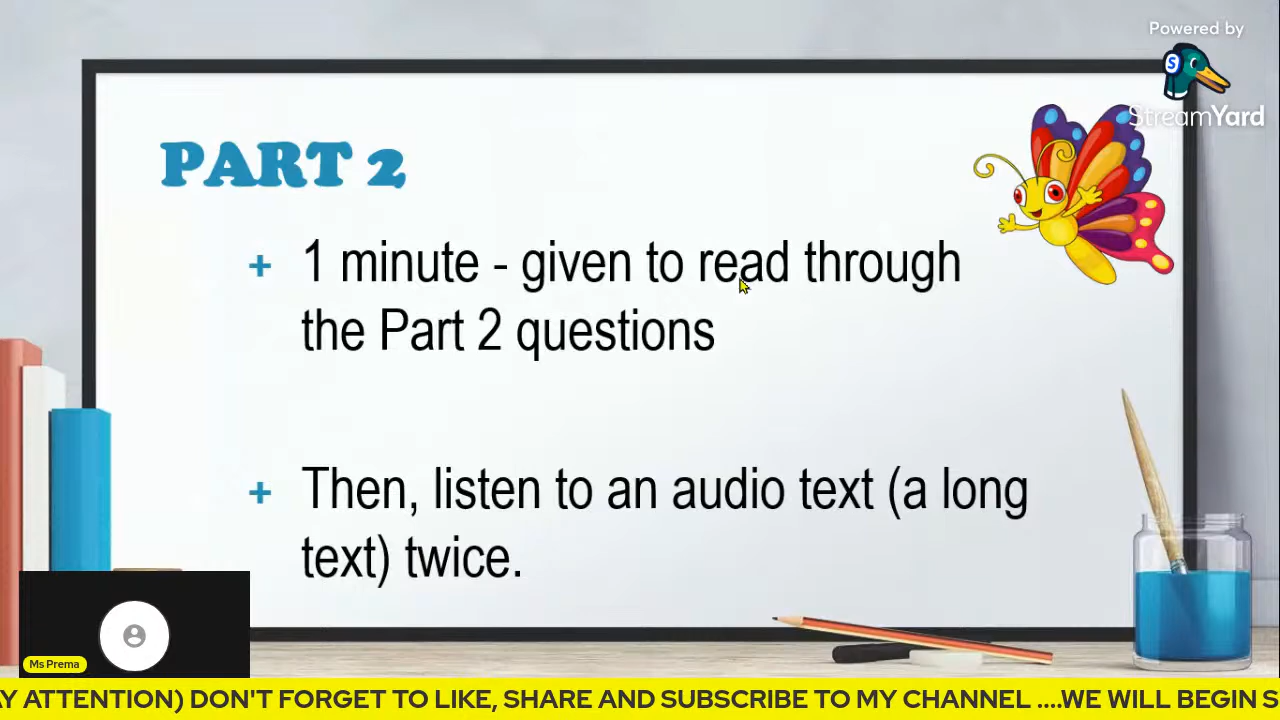 Powered by
S
StreamYard
PART 2
+ 1 minute - given to read through
the Part 2 questions
+ Then, listen to an audio text (a long
text) twice.
Ms Prema
AY ATTENTION) DON'T FORGET TO LIKE, SHARE AND SUBSCRIBE TO MY CHANNEL ....WE WILL BEGIN S